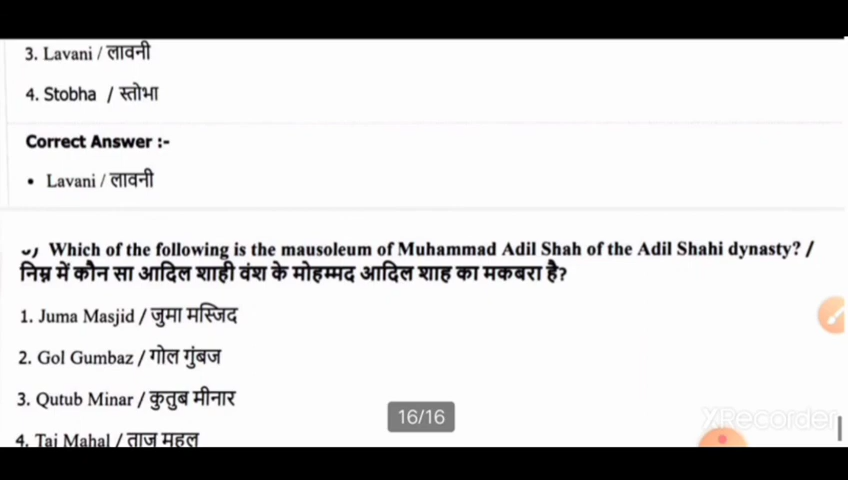 3. Lavani / लावनी
4. Stobha / स्तोभा
Correct Answer :-
• Lavani / लावनी
Which of the following is the mausoleum of Muhammad Adil Shah of the Adil Shahi dynasty? /
निम्न में कौन सा आदिल शाही वंश के मोहम्मद आदिल शाह का मकबरा है?
1. Juma Masjid / जुमा मस्जिद
2. Gol Gumbaz / गोल गुंबज
3. Qutub Minar / कुतुब मीनार
16/16
XRecorder
4. Taj Mahal / ताज महल